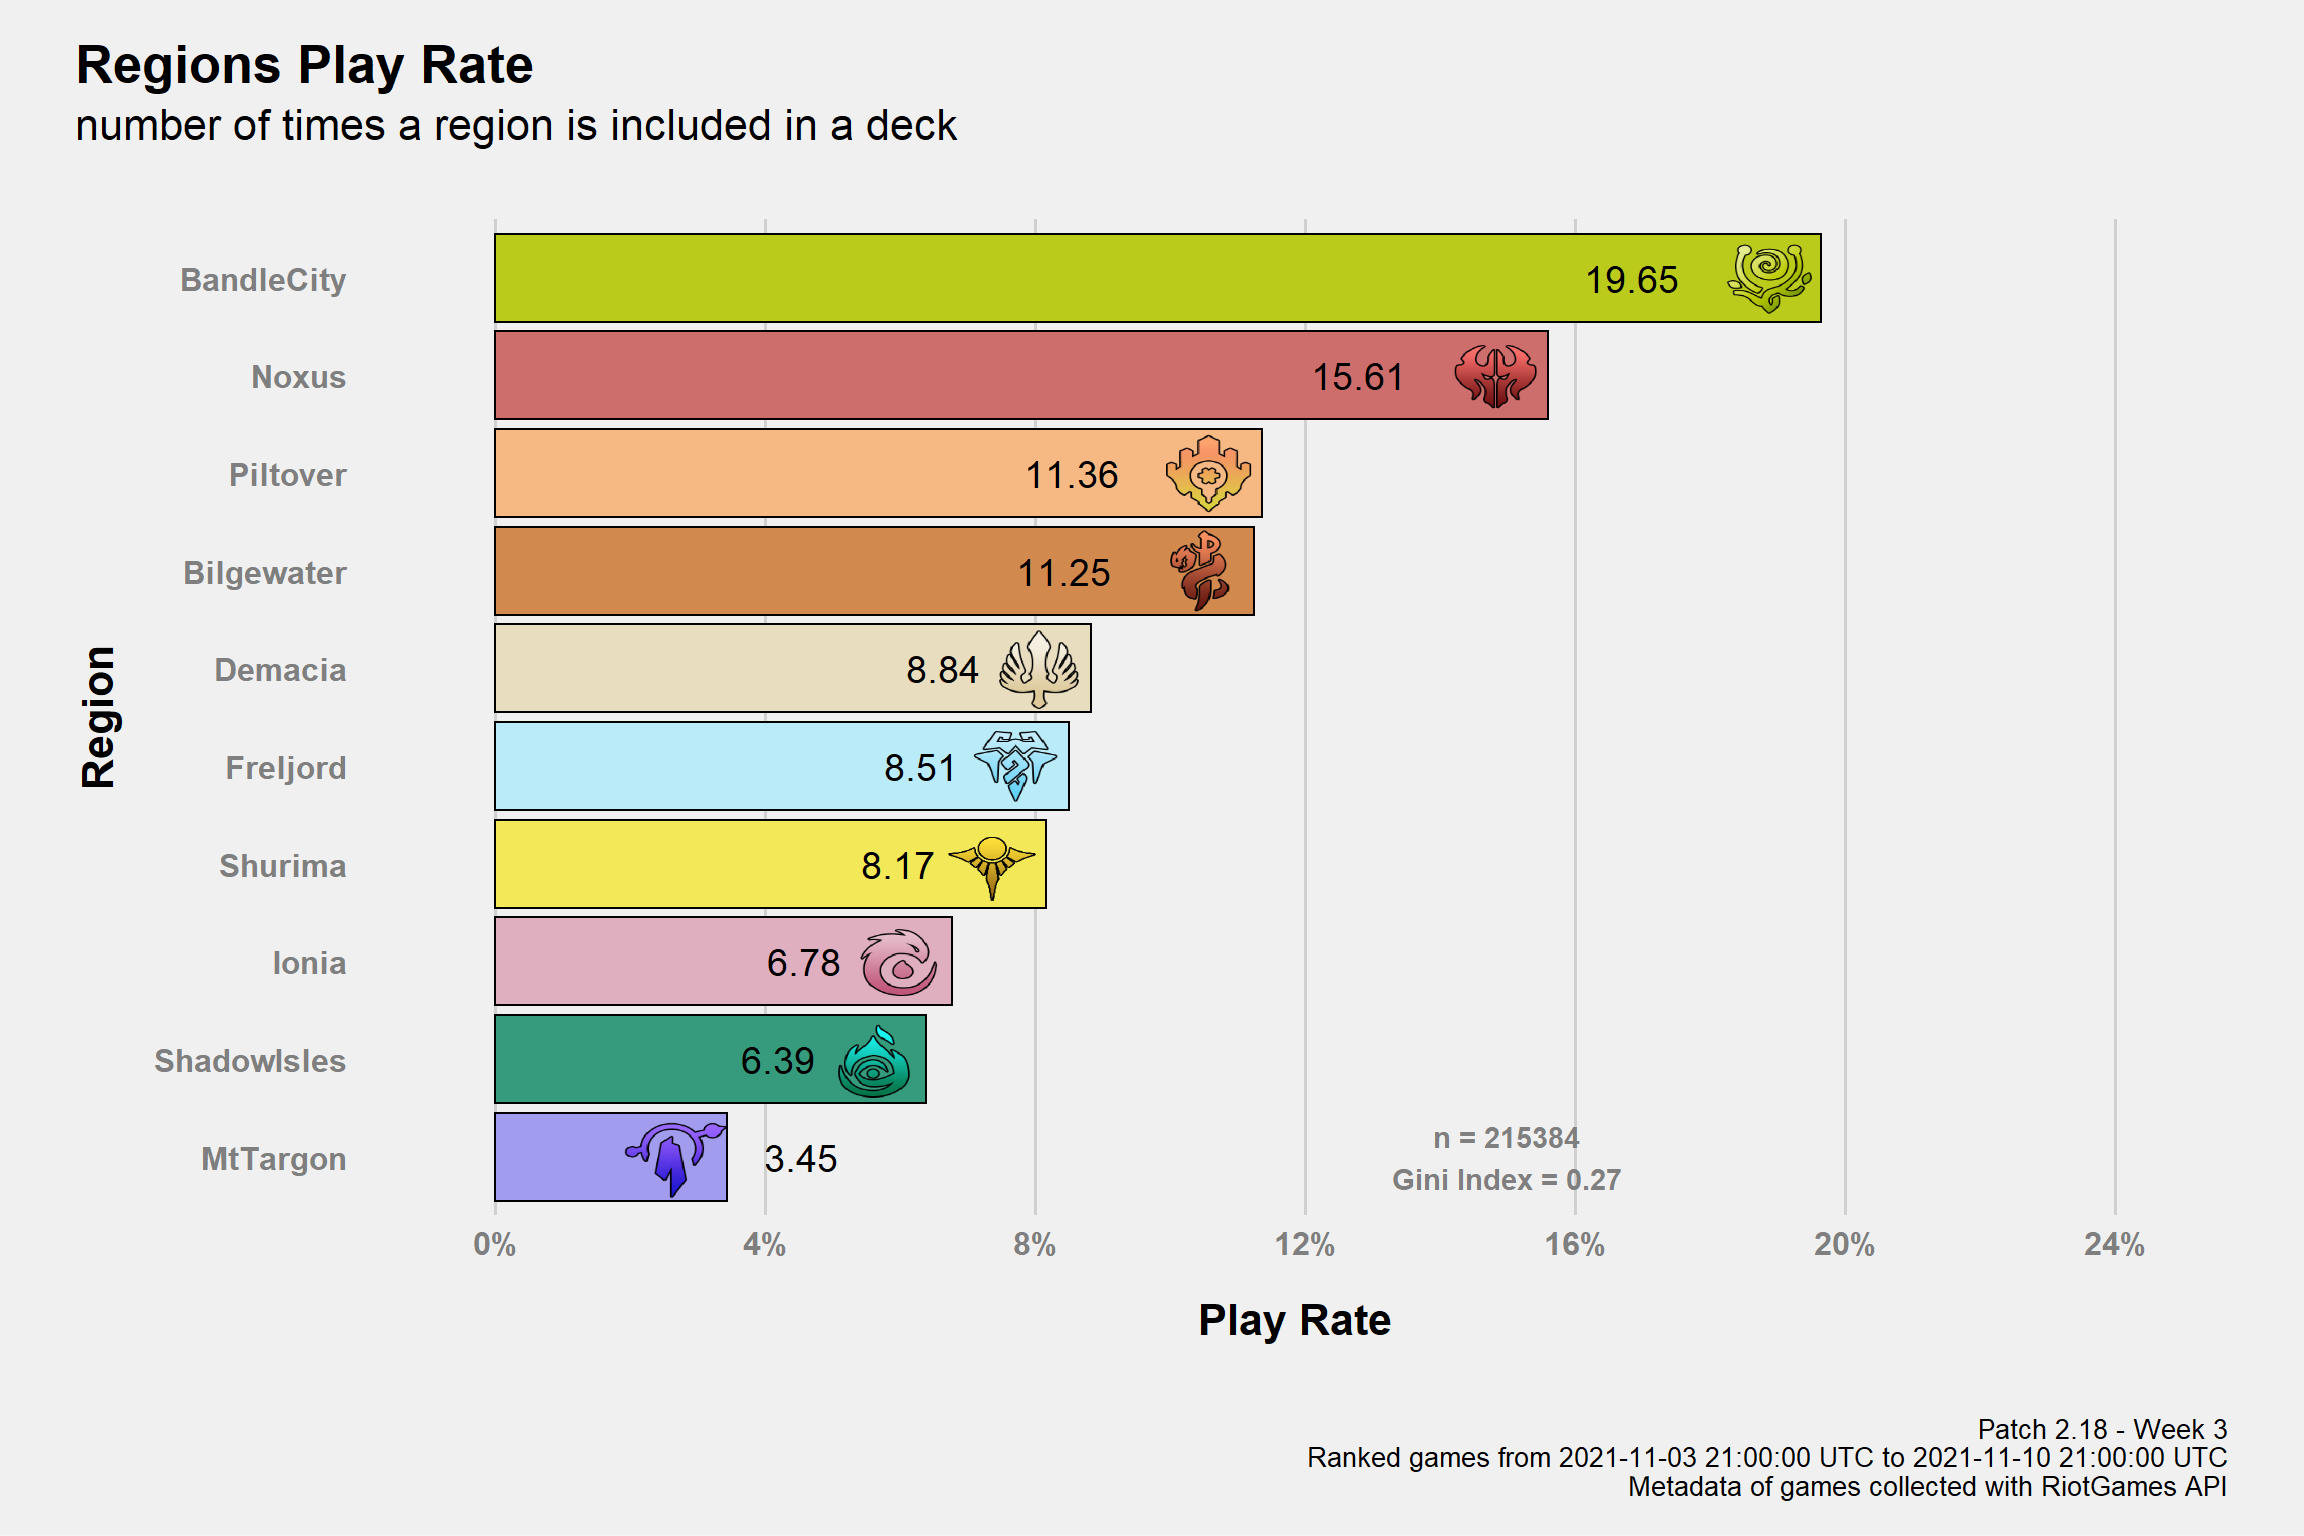 Regions Play Rate
number of times a region is included in a deck
Region
BandleCity 19.65
Noxus 15.61
Piltover 11.36
Bilgewater 11.25
Demacia 8.84
Freljord 8.51
Shurima 8.17
Ionia 6.78
ShadowIsles 6.39
MtTargon 3.45
n = 215384
Gini Index = 0.27
0% 4% 8% 12% 16% 20% 24%
Play Rate
Patch 2.18 - Week 3
Ranked games from 2021-11-03 21:00:00 UTC to 2021-11-10 21:00:00 UTC
Metadata of games collected with RiotGames API